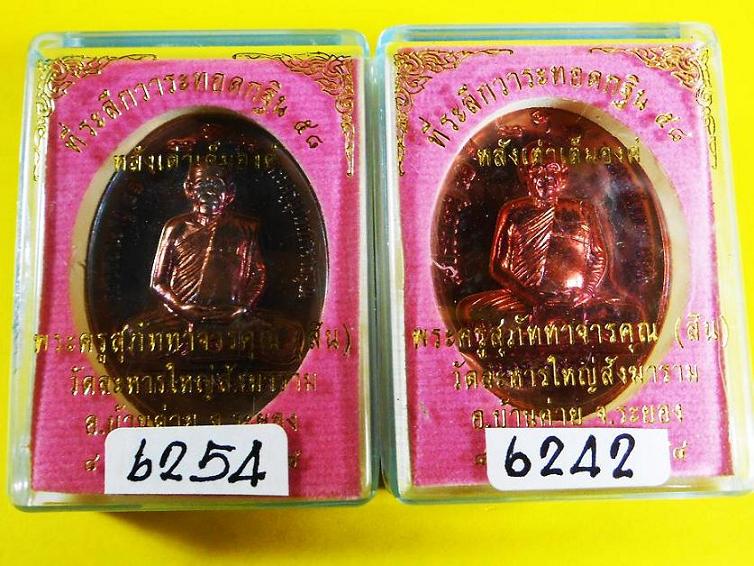 ที่ระลึกวาระทอดกฐิน ๕๘
หลังเต่าเต็มองค์
พระครูสุภัททาจารคุณ (สิน)
วัดละหารใหญ่สังฆาราม
อ.บ้านค่าย จ.ระยอง
6254
ที่ระลึกวาระทอดกฐิน ๕๘
หลังเต่าเต็มองค์
พระครูสุภัททาจารคุณ (สิน)
วัดละหารใหญ่สังฆาราม
อ.บ้านค่าย จ.ระยอง
6242